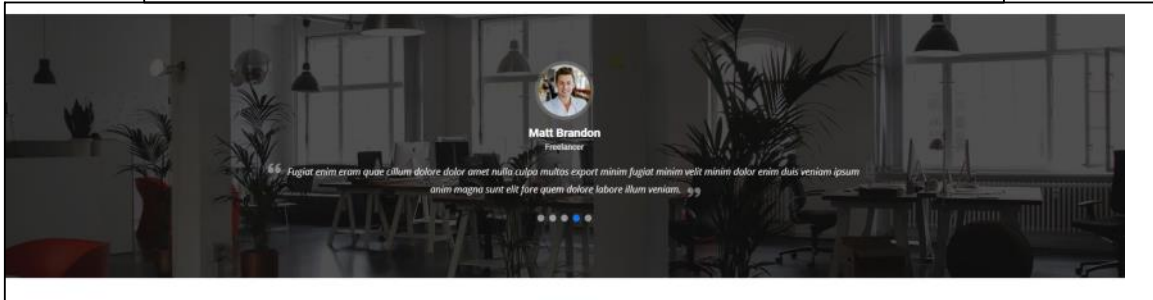 Matt Brandon
Freelancer
“ Fugiat enim eram quae cillum dolore dolor amet nulla culpa multos export minim fugiat minim velit minim dolor enim duis veniam ipsum
anim magna sunt elit fore quem dolore labore illum veniam. ”